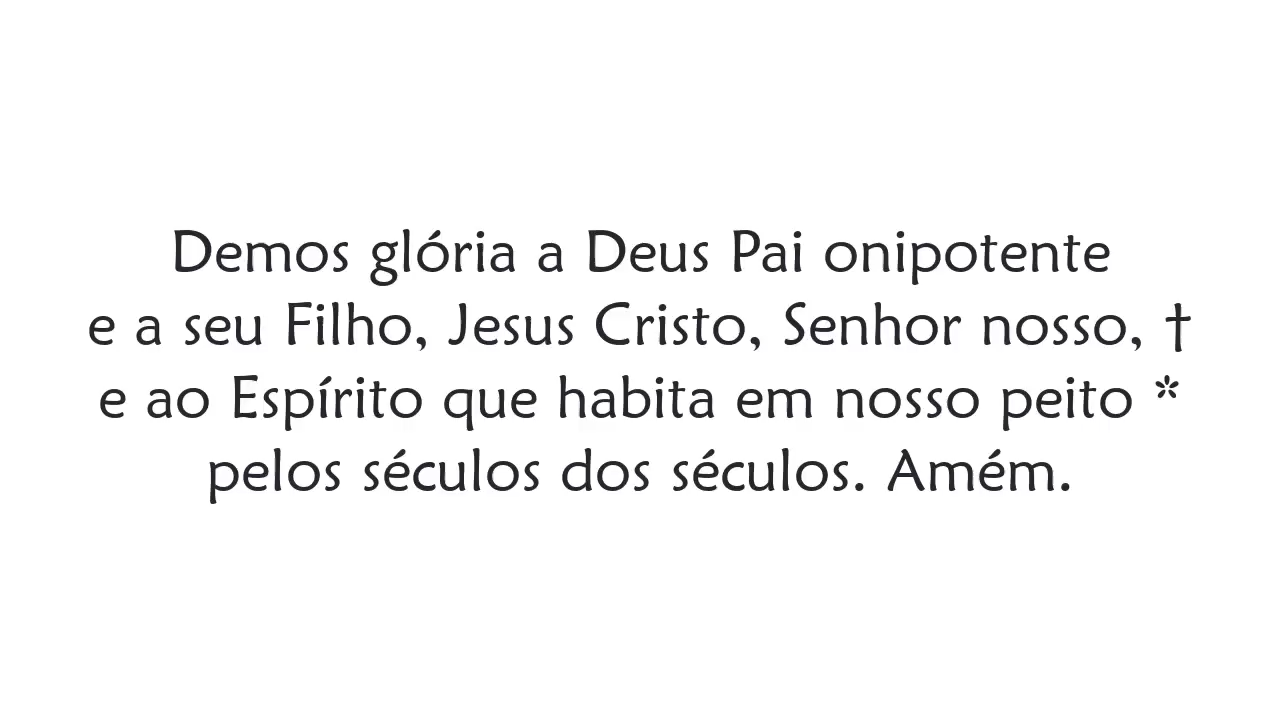 Demos glória a Deus Pai onipotente
e a seu Filho, Jesus Cristo, Senhor nosso, †
e ao Espírito que habita em nosso peito *
pelos séculos dos séculos. Amém.